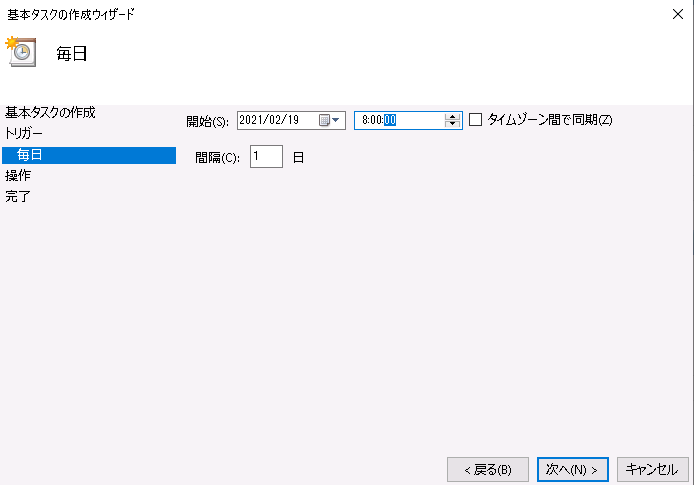 基本タスクの作成ウィザード
毎日
基本タスクの作成
開始(S): 2021/02/19 8:00:00 タイムゾーン間で同期(Z)
トリガー
毎日
間隔(C): 1 日
操作
完了
< 戻る(B) 次へ(N) > キャンセル